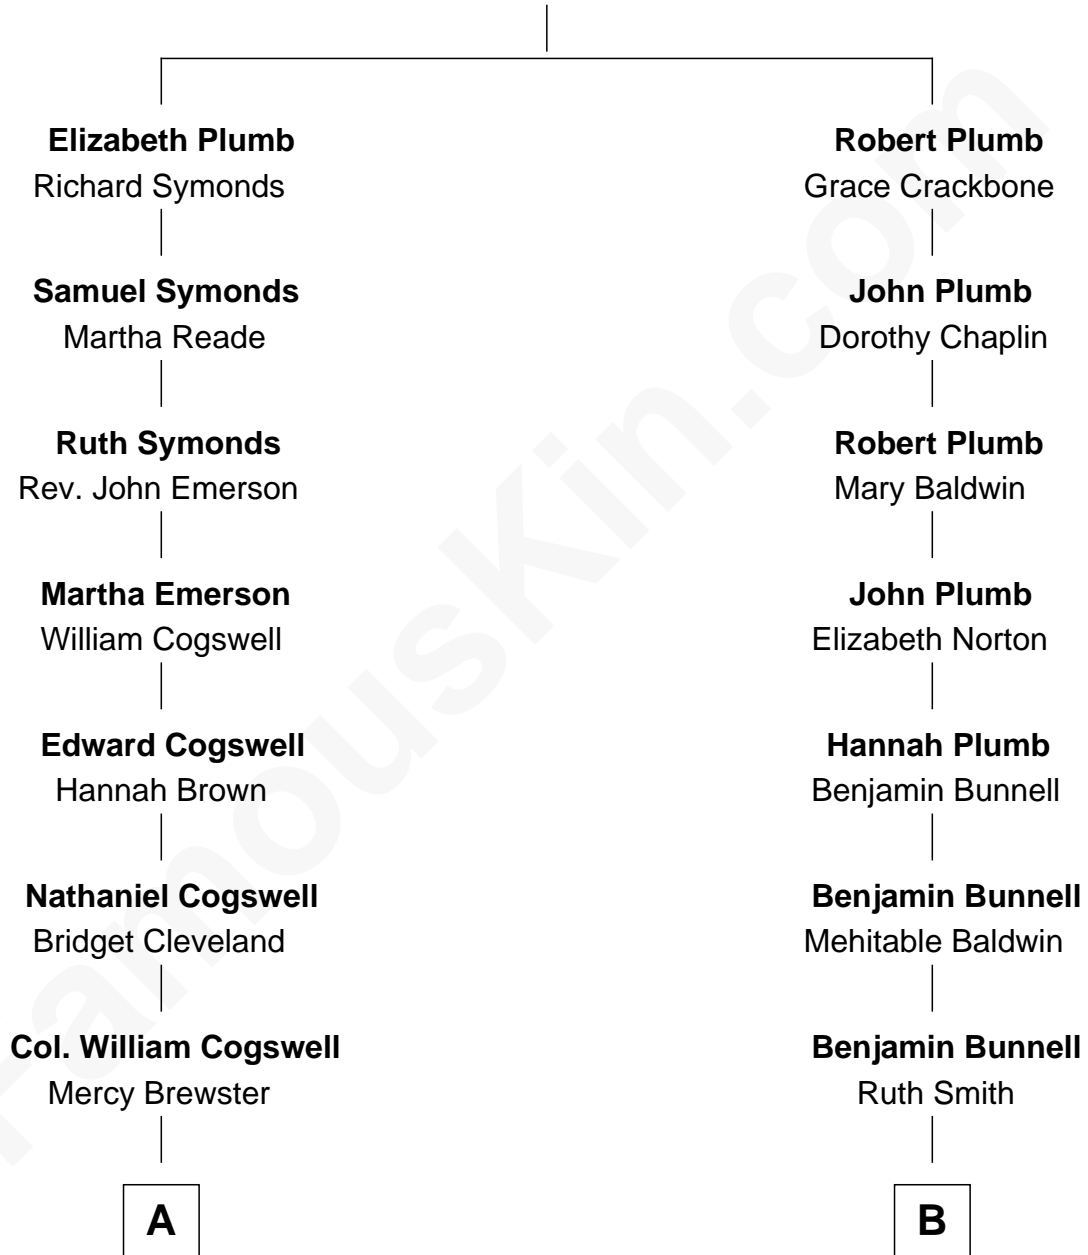 Elizabeth Plumb
Richard Symonds
Samuel Symonds
Martha Reade
Ruth Symonds
Rev. John Emerson
Martha Emerson
William Cogswell
Edward Cogswell
Hannah Brown
Nathaniel Cogswell
Bridget Cleveland
Col. William Cogswell
Mercy Brewster
A
Robert Plumb
Grace Crackbone
John Plumb
Dorothy Chaplin
Robert Plumb
Mary Baldwin
John Plumb
Elizabeth Norton
Hannah Plumb
Benjamin Bunnell
Benjamin Bunnell
Mehitable Baldwin
Benjamin Bunnell
Ruth Smith
B
FamousKin.com